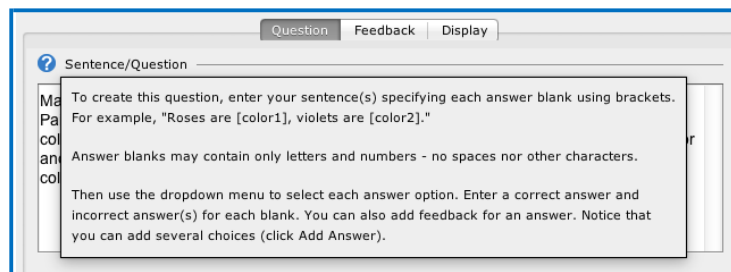 Question Feedback Display
? Sentence/Question
To create this question, enter your sentence(s) specifying each answer blank using brackets.
For example, "Roses are [color1], violets are [color2]."
Answer blanks may contain only letters and numbers - no spaces nor other characters.
Then use the dropdown menu to select each answer option. Enter a correct answer and
incorrect answer(s) for each blank. You can also add feedback for an answer. Notice that
you can add several choices (click Add Answer).